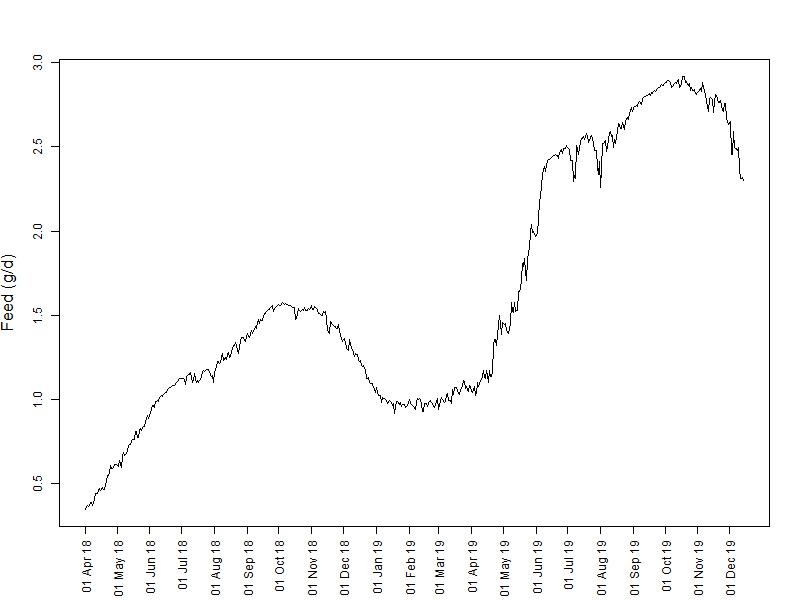 Feed (g/d)
3.0
2.5
2.0
1.5
1.0
0.5
01 Apr 18
01 May 18
01 Jun 18
01 Jul 18
01 Aug 18
01 Sep 18
01 Oct 18
01 Nov 18
01 Dec 18
01 Jan 19
01 Feb 19
01 Mar 19
01 Apr 19
01 May 19
01 Jun 19
01 Jul 19
01 Aug 19
01 Sep 19
01 Oct 19
01 Nov 19
01 Dec 19